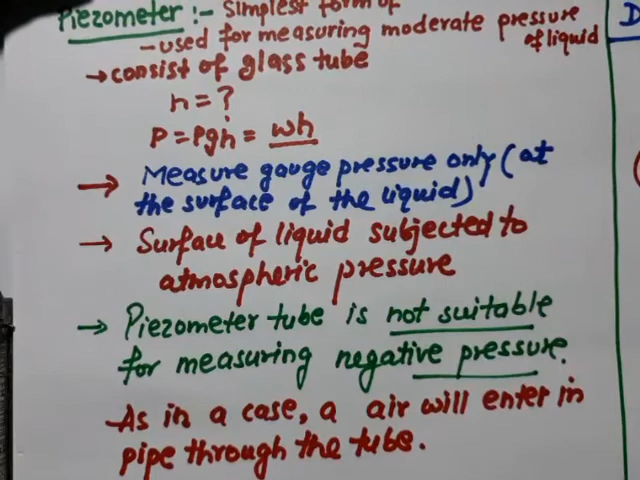 Piezometer :- Simplest form of
- used for measuring moderate pressure
of liquid
→ consist of glass tube
h = ?
P = ρgh = wh
→ Measure gauge pressure only (at
the surface of the liquid)
→ Surface of liquid subjected to
atmospheric pressure
→ Piezometer tube is not suitable
for measuring negative pressure.
- As in a case, a air will enter in
pipe through the tube.
D